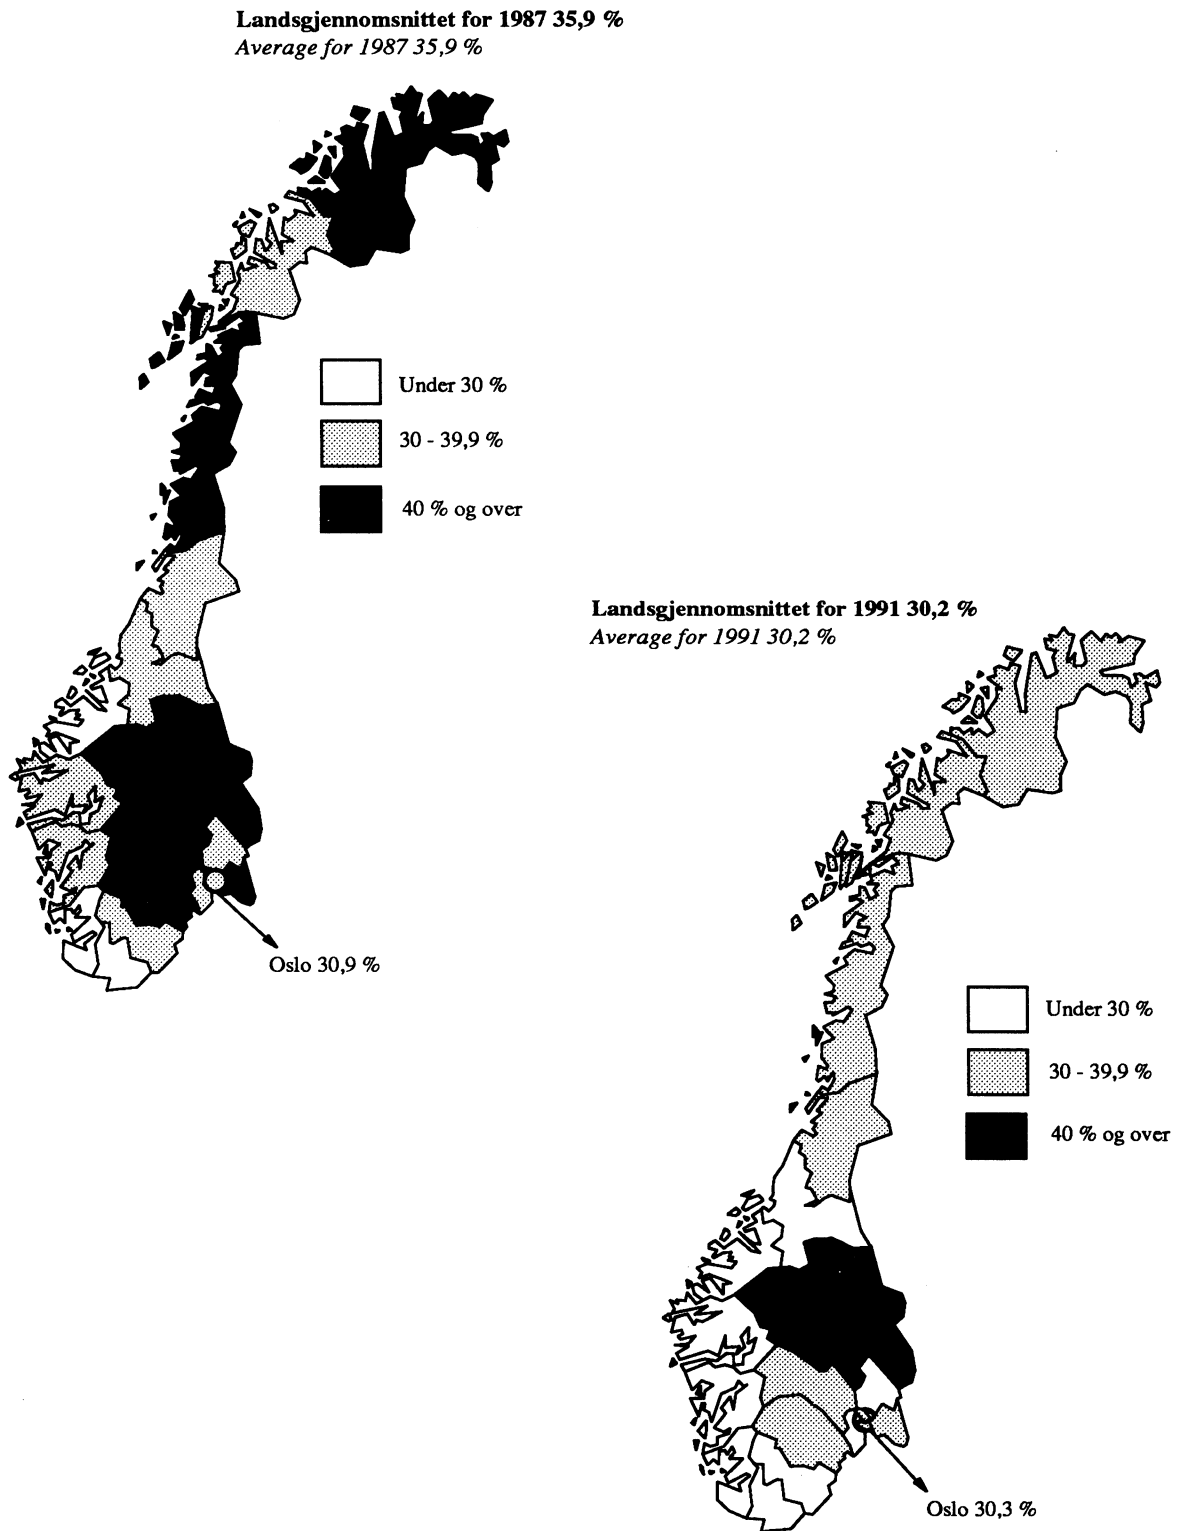 Landsgjennomsnittet for 1987 35,9 %
Average for 1987 35,9 %
Under 30 %
30 - 39,9 %
40 % og over
Oslo 30,9 %
Landsgjennomsnittet for 1991 30,2 %
Average for 1991 30,2 %
Under 30 %
30 - 39,9 %
40 % og over
Oslo 30,3 %